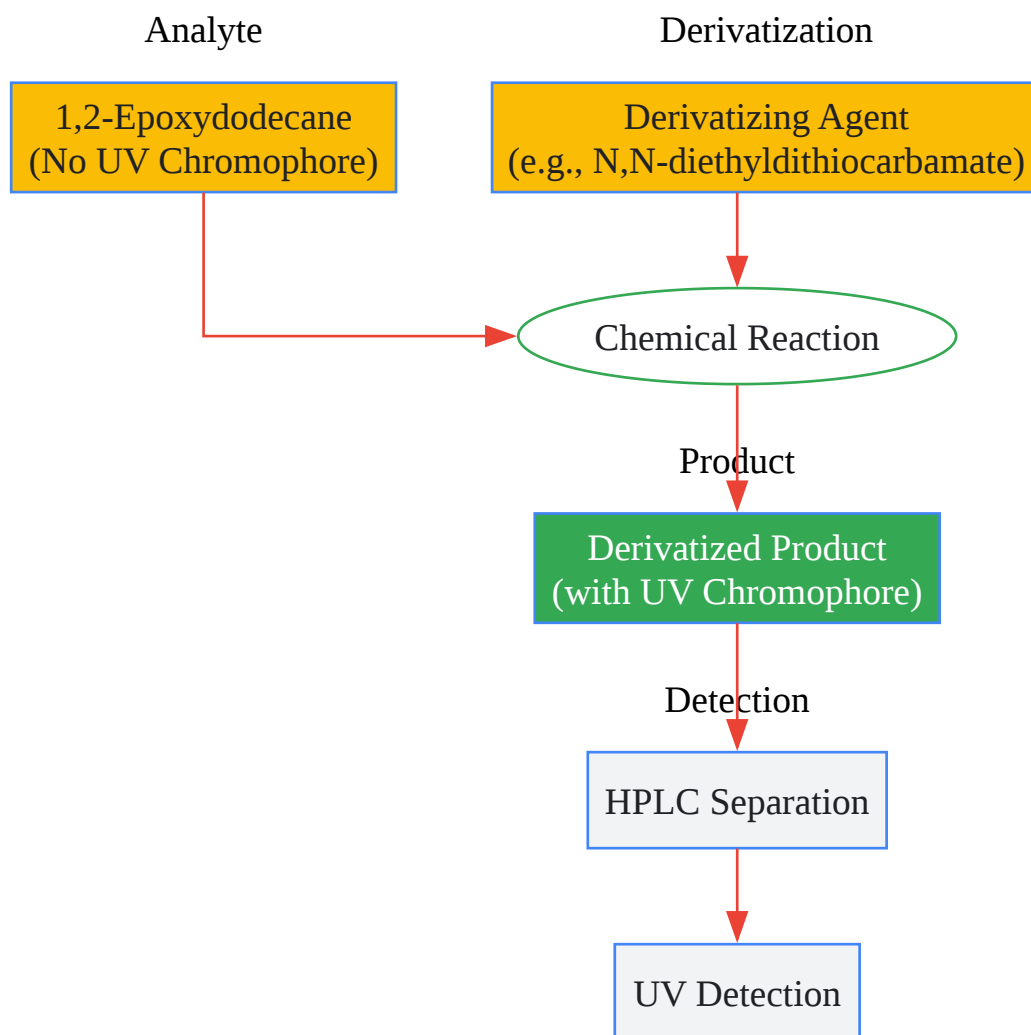 Analyte
Derivatization
1,2-Epoxydodecane
(No UV Chromophore)
Derivatizing Agent
(e.g., N,N-diethyldithiocarbamate)
Chemical Reaction
Product
Derivatized Product
(with UV Chromophore)
Detection
HPLC Separation
UV Detection